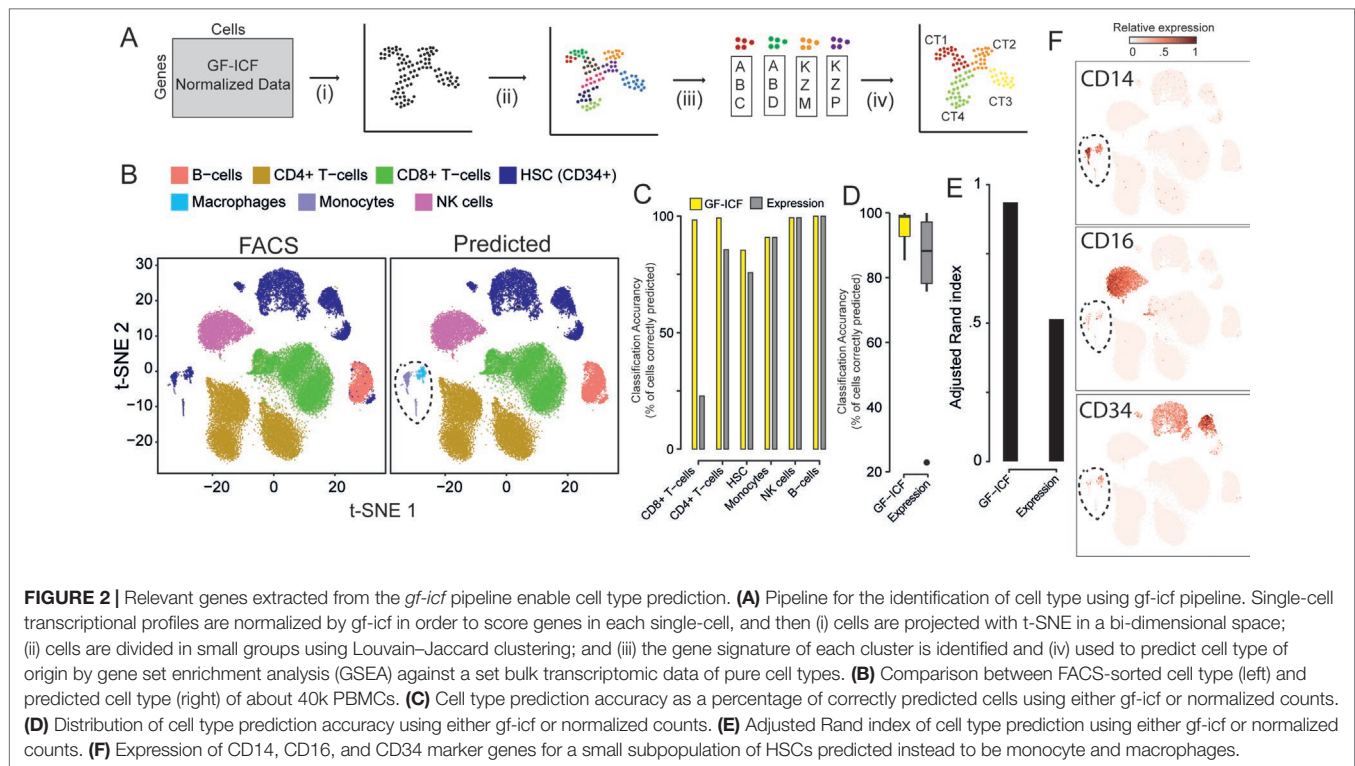 A
Cells
Genes
GF-ICF
Normalized Data
(i)
(ii)
(iii)
A
B
C
A
B
D
K
Z
M
K
Z
P
(iv)
CT1
CT2
CT3
CT4
B
B-cells
CD4+ T-cells
CD8+ T-cells
HSC (CD34+)
Macrophages
Monocytes
NK cells
FACS
Predicted
t-SNE 2
30
20
10
0
−10
−20
−20
0
20
−20
0
20
t-SNE 1
C
GF-ICF
Expression
Classification Accurancy
(% of cells correctly predicted)
100
50
0
CD8+ T-cells
CD4+ T-cells
HSC
Monocytes
NK cells
B-cells
D
Classification Accurancy
(% of cells correctly predicted)
100
80
60
40
20
GF-ICF
Expression
E
Adjusted Rand index
1
.5
0
GF-ICF
Expression
F
Relative expression
0
.5
1
CD14
CD16
CD34
FIGURE 2 | Relevant genes extracted from the gf-icf pipeline enable cell type prediction. (A) Pipeline for the identification of cell type using gf-icf pipeline. Single-cell
transcriptional profiles are normalized by gf-icf in order to score genes in each single-cell, and then (i) cells are projected with t-SNE in a bi-dimensional space;
(ii) cells are divided in small groups using Louvain–Jaccard clustering; and (iii) the gene signature of each cluster is identified and (iv) used to predict cell type of
origin by gene set enrichment analysis (GSEA) against a set bulk transcriptomic data of pure cell types. (B) Comparison between FACS-sorted cell type (left) and
predicted cell type (right) of about 40k PBMCs. (C) Cell type prediction accuracy as a percentage of correctly predicted cells using either gf-icf or normalized counts.
(D) Distribution of cell type prediction accuracy using either gf-icf or normalized counts. (E) Adjusted Rand index of cell type prediction using either gf-icf or normalized
counts. (F) Expression of CD14, CD16, and CD34 marker genes for a small subpopulation of HSCs predicted instead to be monocyte and macrophages.